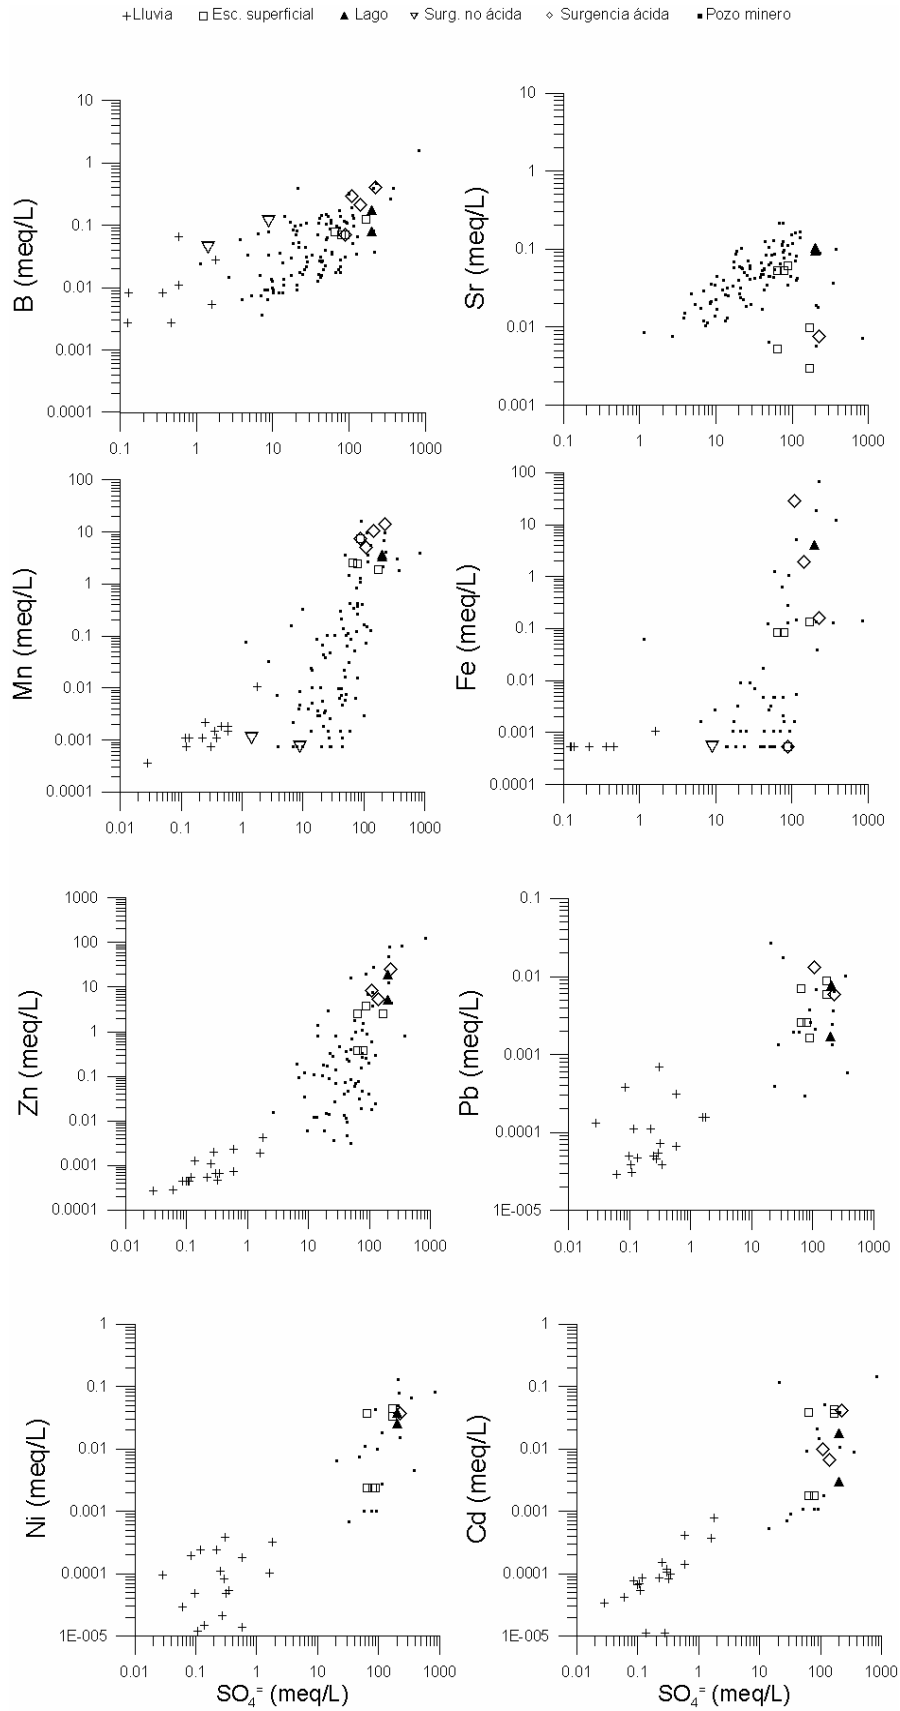 Lluvia Esc. superficial Lago Surg. no ácida Surgencia ácida Pozo minero
10
1
0.1
0.01
0.001
0.0001
B (meq/L)
0.1 1 10 100 1000
10
1
0.1
0.01
0.001
Sr (meq/L)
0.1 1 10 100 1000
100
10
1
0.1
0.01
0.001
0.0001
Mn (meq/L)
0.01 0.1 1 10 100 1000
100
10
1
0.1
0.01
0.001
0.0001
Fe (meq/L)
0.1 1 10 100 1000
1000
100
10
1
0.1
0.01
0.001
0.0001
Zn (meq/L)
0.01 0.1 1 10 100 1000
0.1
0.01
0.001
0.0001
1E-005
Pb (meq/L)
0.01 0.1 1 10 100 1000
1
0.1
0.01
0.001
0.0001
1E-005
Ni (meq/L)
0.01 0.1 1 10 100 1000
SO₄⁼ (meq/L)
1
0.1
0.01
0.001
0.0001
1E-005
Cd (meq/L)
0.01 0.1 1 10 100 1000
SO₄⁼ (meq/L)